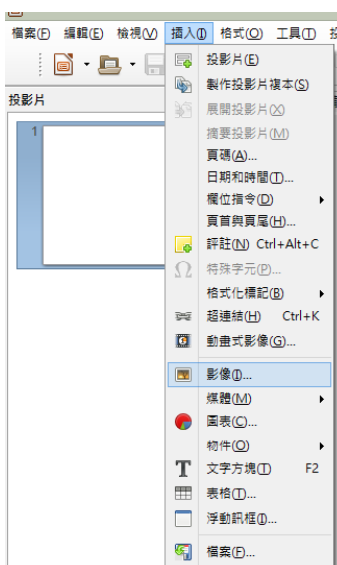 檔案(F) 編輯(E) 檢視(V) 插入(I) 格式(O) 工具(T) 投
投影片
1
投影片(E)
製作投影片複本(S)
展開投影片(X)
摘要投影片(M)
頁碼(A)...
日期和時間(T)...
欄位指令(D)
頁首與頁尾(H)...
評註(N) Ctrl+Alt+C
特殊字元(P)...
格式化標記(B)
超連結(H) Ctrl+K
動畫式影像(G)...
影像(I)...
媒體(M)
圖表(C)...
物件(O)
文字方塊(T) F2
表格(T)...
浮動訊框(I)...
檔案(F)...